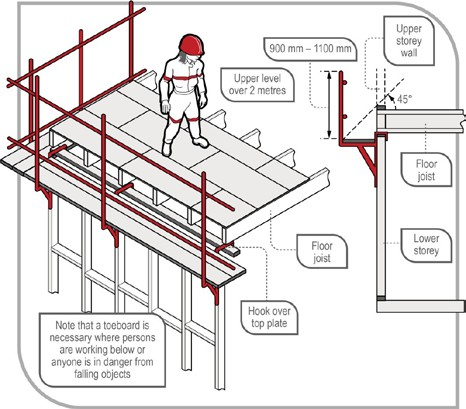 900 mm – 1100 mm
Upper
storey
wall
Upper level
over 2 metres
45°
Floor
joist
Floor
joist
Lower
storey
Hook over
top plate
Note that a toeboard is
necessary where persons
are working below or
anyone is in danger from
falling objects